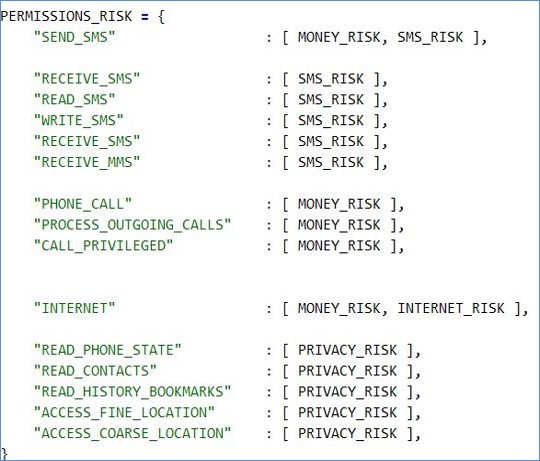 PERMISSIONS_RISK = {
"SEND_SMS" : [ MONEY_RISK, SMS_RISK ],
"RECEIVE_SMS" : [ SMS_RISK ],
"READ_SMS" : [ SMS_RISK ],
"WRITE_SMS" : [ SMS_RISK ],
"RECEIVE_SMS" : [ SMS_RISK ],
"RECEIVE_MMS" : [ SMS_RISK ],
"PHONE_CALL" : [ MONEY_RISK ],
"PROCESS_OUTGOING_CALLS" : [ MONEY_RISK ],
"CALL_PRIVILEGED" : [ MONEY_RISK ],
"INTERNET" : [ MONEY_RISK, INTERNET_RISK ],
"READ_PHONE_STATE" : [ PRIVACY_RISK ],
"READ_CONTACTS" : [ PRIVACY_RISK ],
"READ_HISTORY_BOOKMARKS" : [ PRIVACY_RISK ],
"ACCESS_FINE_LOCATION" : [ PRIVACY_RISK ],
"ACCESS_COARSE_LOCATION" : [ PRIVACY_RISK ],
}